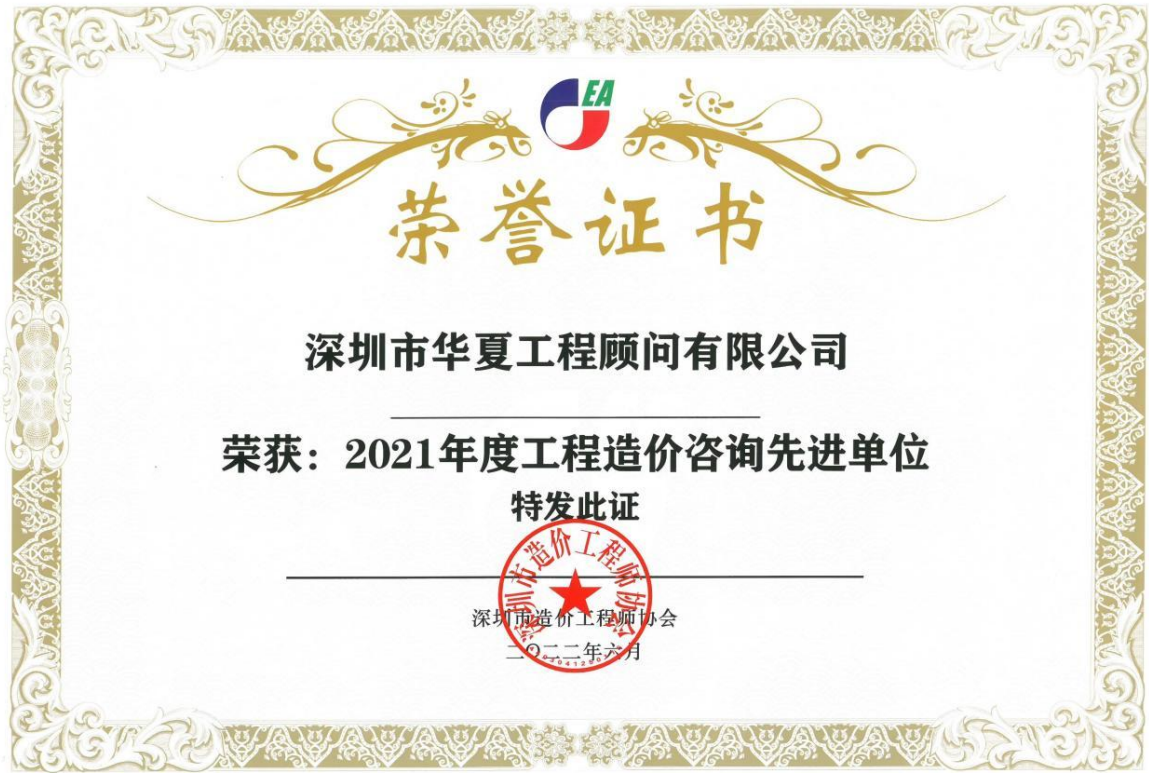 EA
荣誉证书
深圳市华夏工程顾问有限公司
荣获：2021年度工程造价咨询先进单位
特发此证
深圳市造价工程师协会
深圳市造价工程师协会
二〇二二年六月